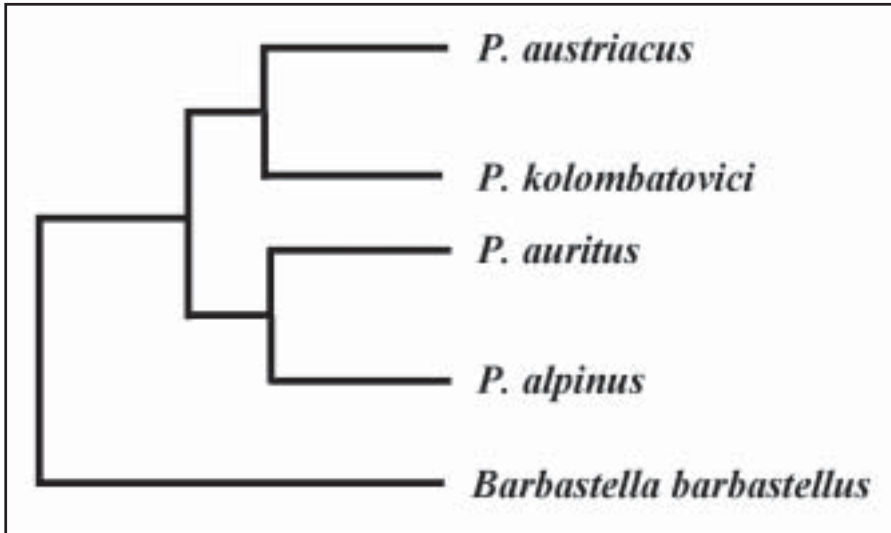 P. austriacus
P. kolombatovici
P. auritus
P. alpinus
Barbastella barbastellus